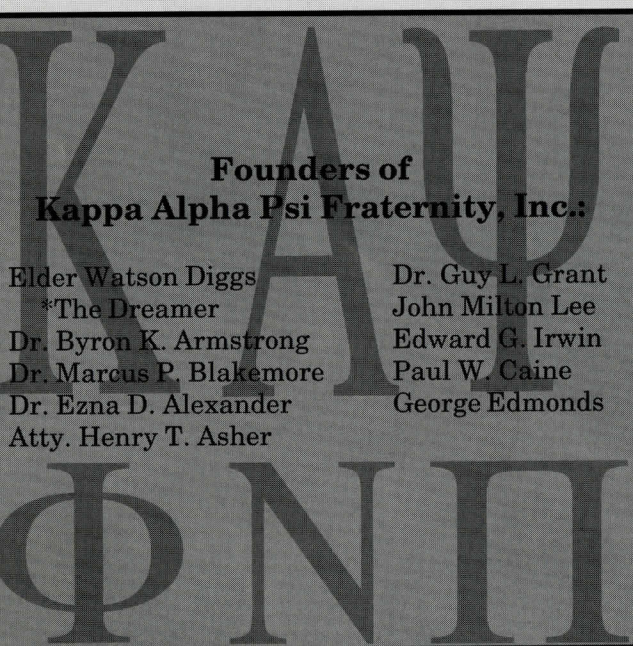 ΚΑΨ
Founders of
Kappa Alpha Psi Fraternity, Inc.:
Elder Watson Diggs
*The Dreamer
Dr. Byron K. Armstrong
Dr. Marcus P. Blakemore
Dr. Ezna D. Alexander
Atty. Henry T. Asher
Dr. Guy L. Grant
John Milton Lee
Edward G. Irwin
Paul W. Caine
George Edmonds
ΦΝΠ